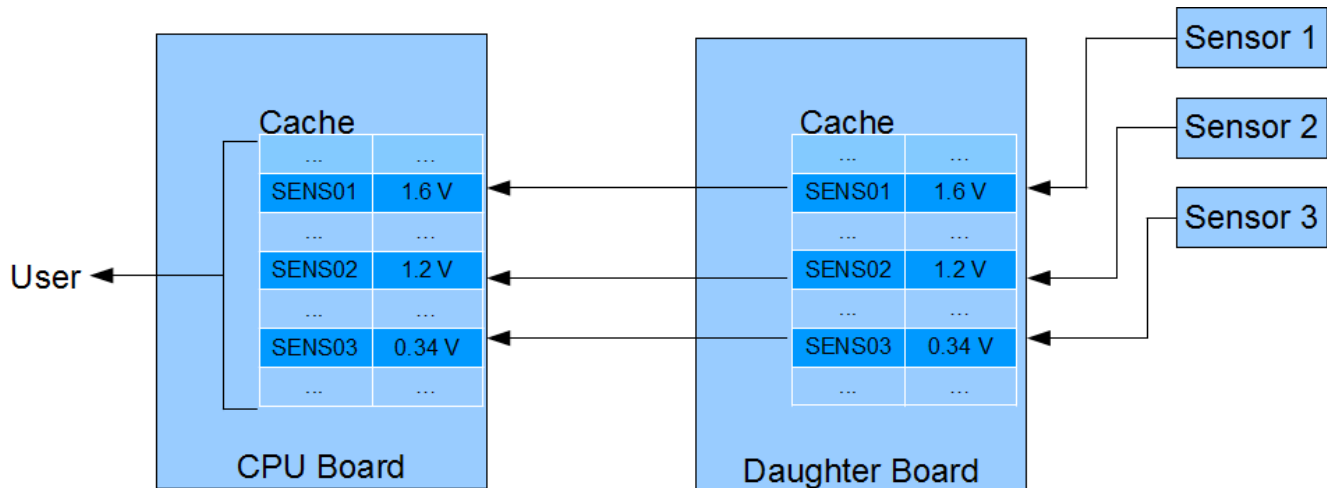 User
Cache
... ...
SENS01 1.6 V
... ...
SENS02 1.2 V
... ...
SENS03 0.34 V
... ...
CPU Board
Cache
... ...
SENS01 1.6 V
... ...
SENS02 1.2 V
... ...
SENS03 0.34 V
... ...
Daughter Board
Sensor 1
Sensor 2
Sensor 3